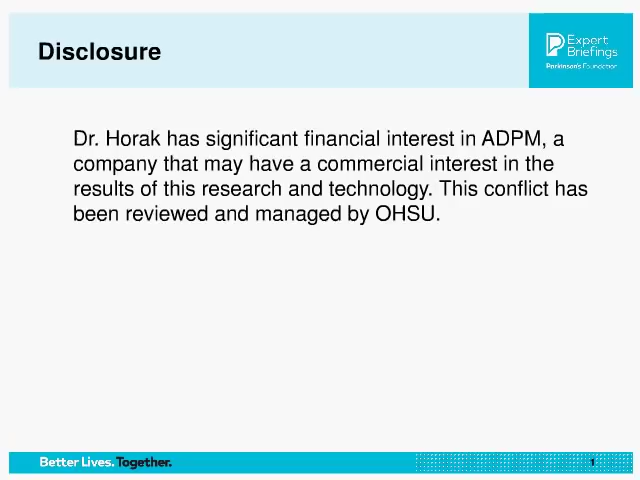 Disclosure
Expert
Briefings
Parkinson's Foundation
Dr. Horak has significant financial interest in ADPM, a
company that may have a commercial interest in the
results of this research and technology. This conflict has
been reviewed and managed by OHSU.
Better Lives. Together.
1